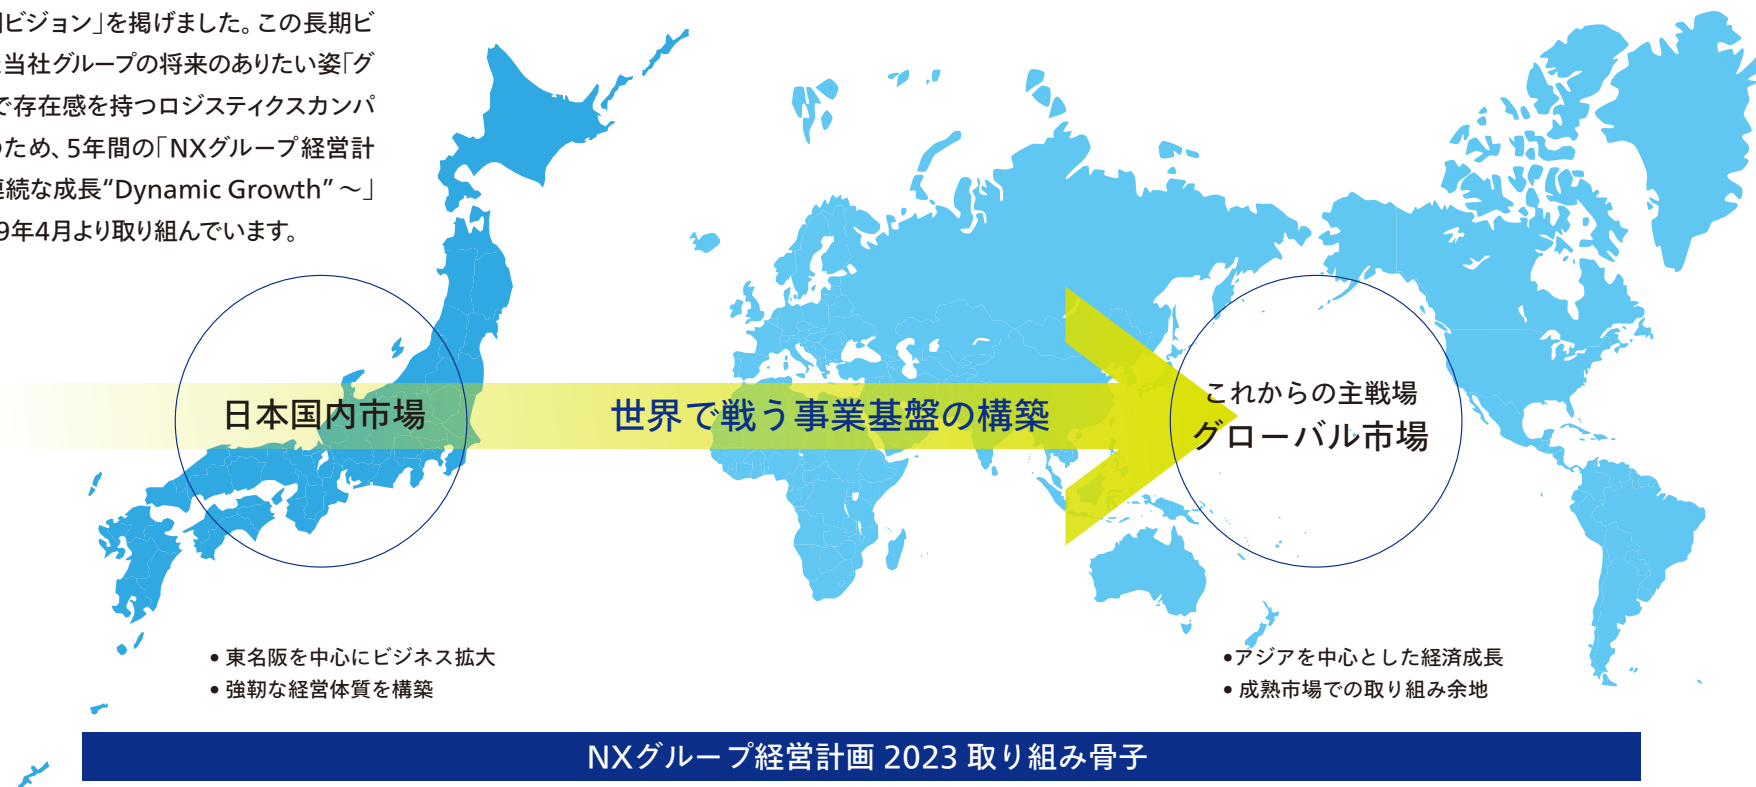 ビジョン」を掲げました。この長期ビ
当社グループの将来のありたい姿「グ
で存在感を持つロジスティクスカンパ
ため、5年間の「NXグループ経営計
続な成長“Dynamic Growth”～」
9年4月より取り組んでいます。
日本国内市場
世界で戦う事業基盤の構築
これからの主戦場
グローバル市場
• 東名阪を中心にビジネス拡大
• 強靭な経営体質を構築
•アジアを中心とした経済成長
• 成熟市場での取り組み余地
NXグループ経営計画 2023 取り組み骨子